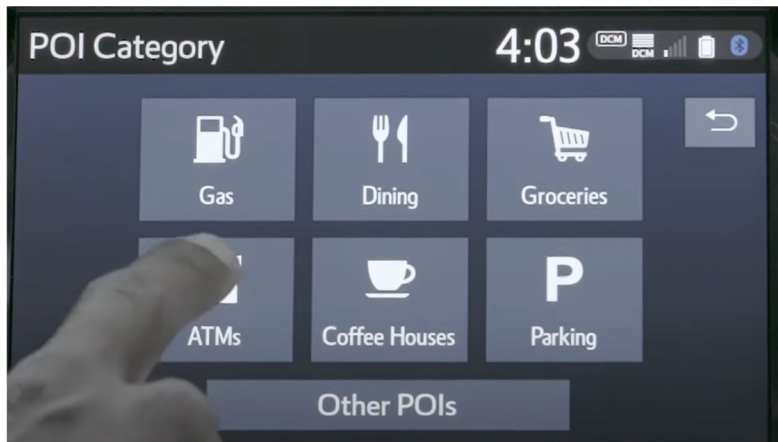 POI Category 4:03 DCM
DCM
Gas Dining Groceries
P
ATMs Coffee Houses Parking
Other POIs